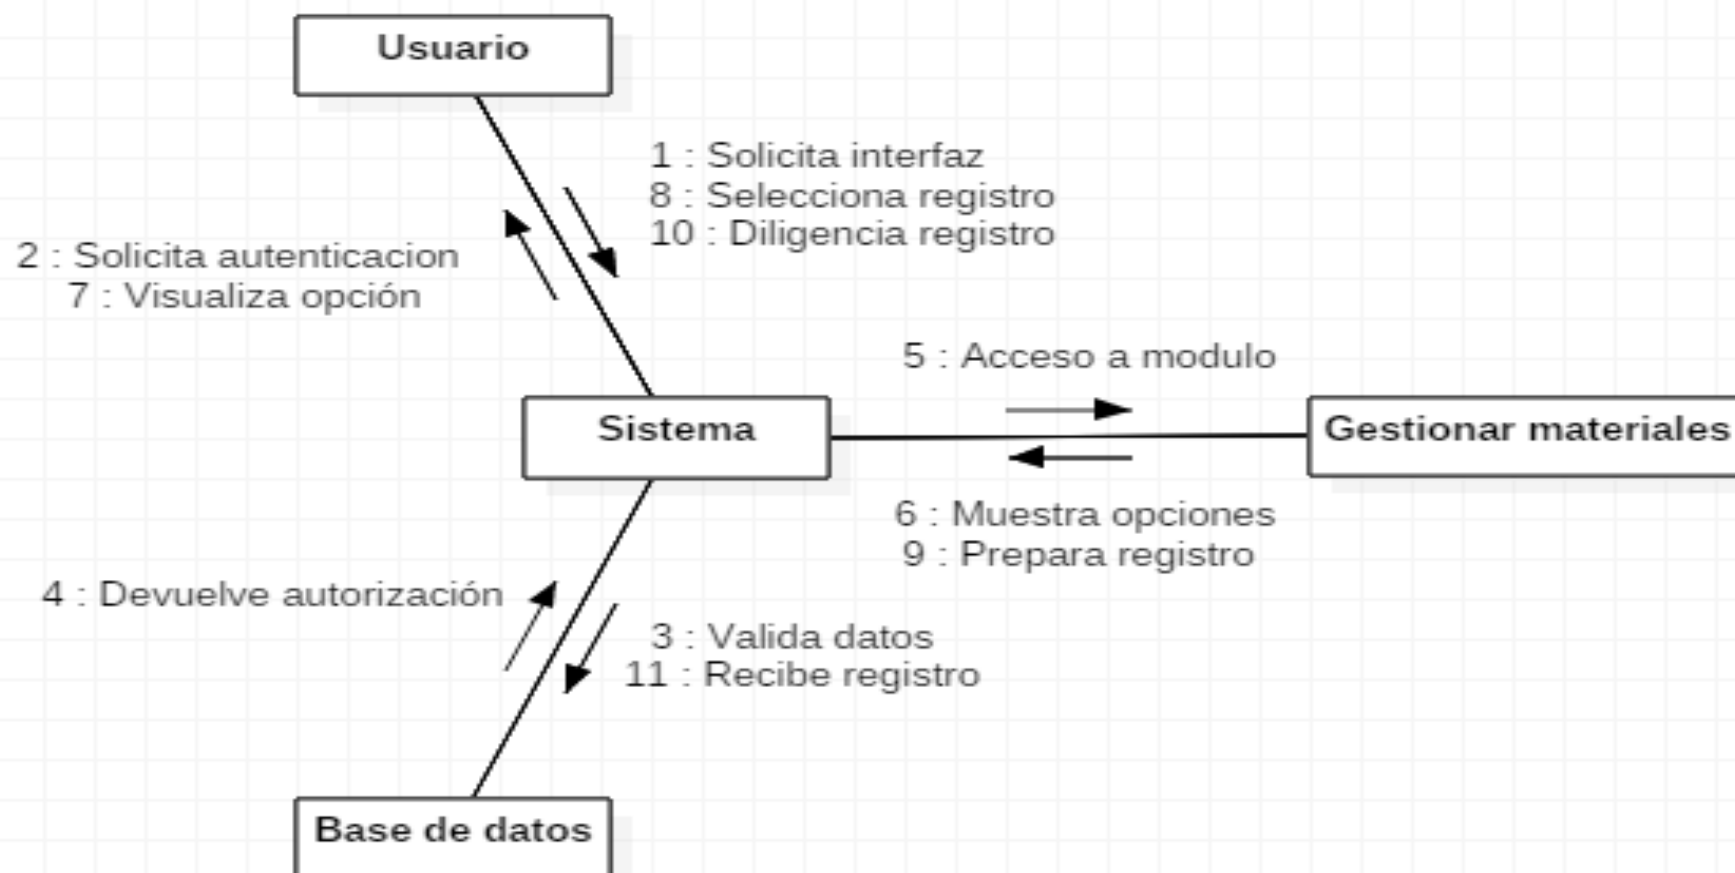 Usuario
1 : Solicita interfaz
8 : Selecciona registro
10 : Diligencia registro
2 : Solicita autenticacion
7 : Visualiza opción
5 : Acceso a modulo
Sistema
Gestionar materiales
6 : Muestra opciones
9 : Prepara registro
4 : Devuelve autorización
3 : Valida datos
11 : Recibe registro
Base de datos